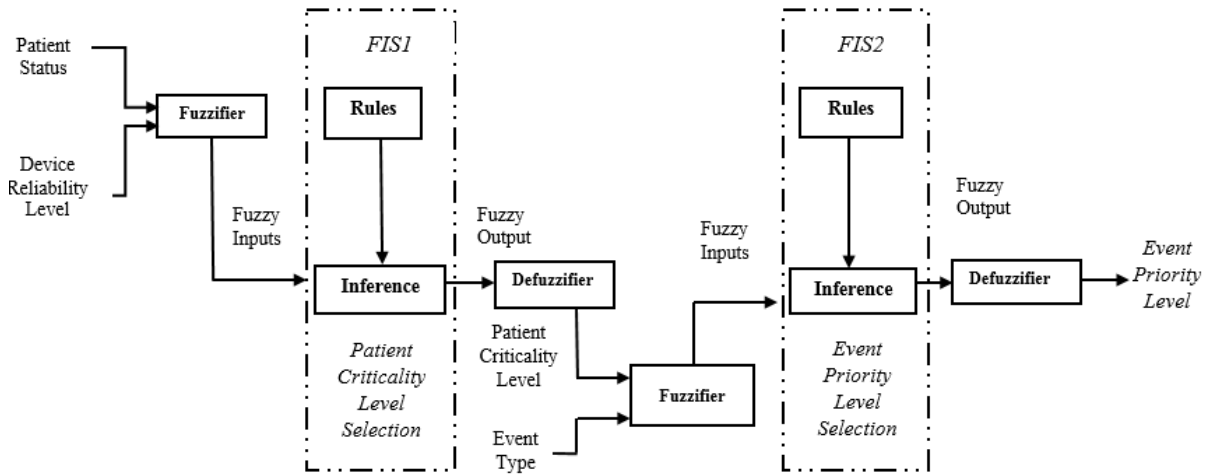 Patient
Status
Fuzzifier
Device
Reliability
Level
Fuzzy
Inputs
FIS1
Rules
Inference
Patient
Criticality
Level
Selection
Fuzzy
Output
Defuzzifier
Patient
Criticality
Level
Event
Type
Fuzzifier
Fuzzy
Inputs
FIS2
Rules
Inference
Event
Priority
Level
Selection
Fuzzy
Output
Defuzzifier
Event
Priority
Level